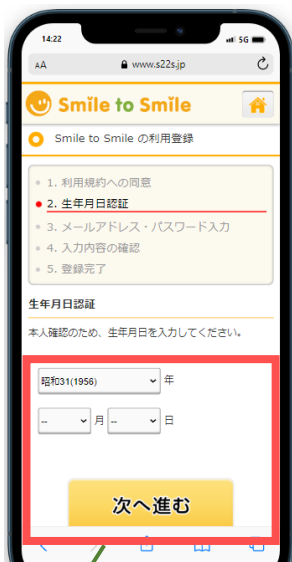 14:22
5G
AA
www.s22s.jp
Smile to Smile
Smile to Smile の利用登録
1. 利用規約への同意
2. 生年月日認証
3. メールアドレス・パスワード入力
4. 入力内容の確認
5. 登録完了
生年月日認証
本人確認のため、生年月日を入力してください。
昭和31(1956) 年
-- 月 -- 日
次へ進む